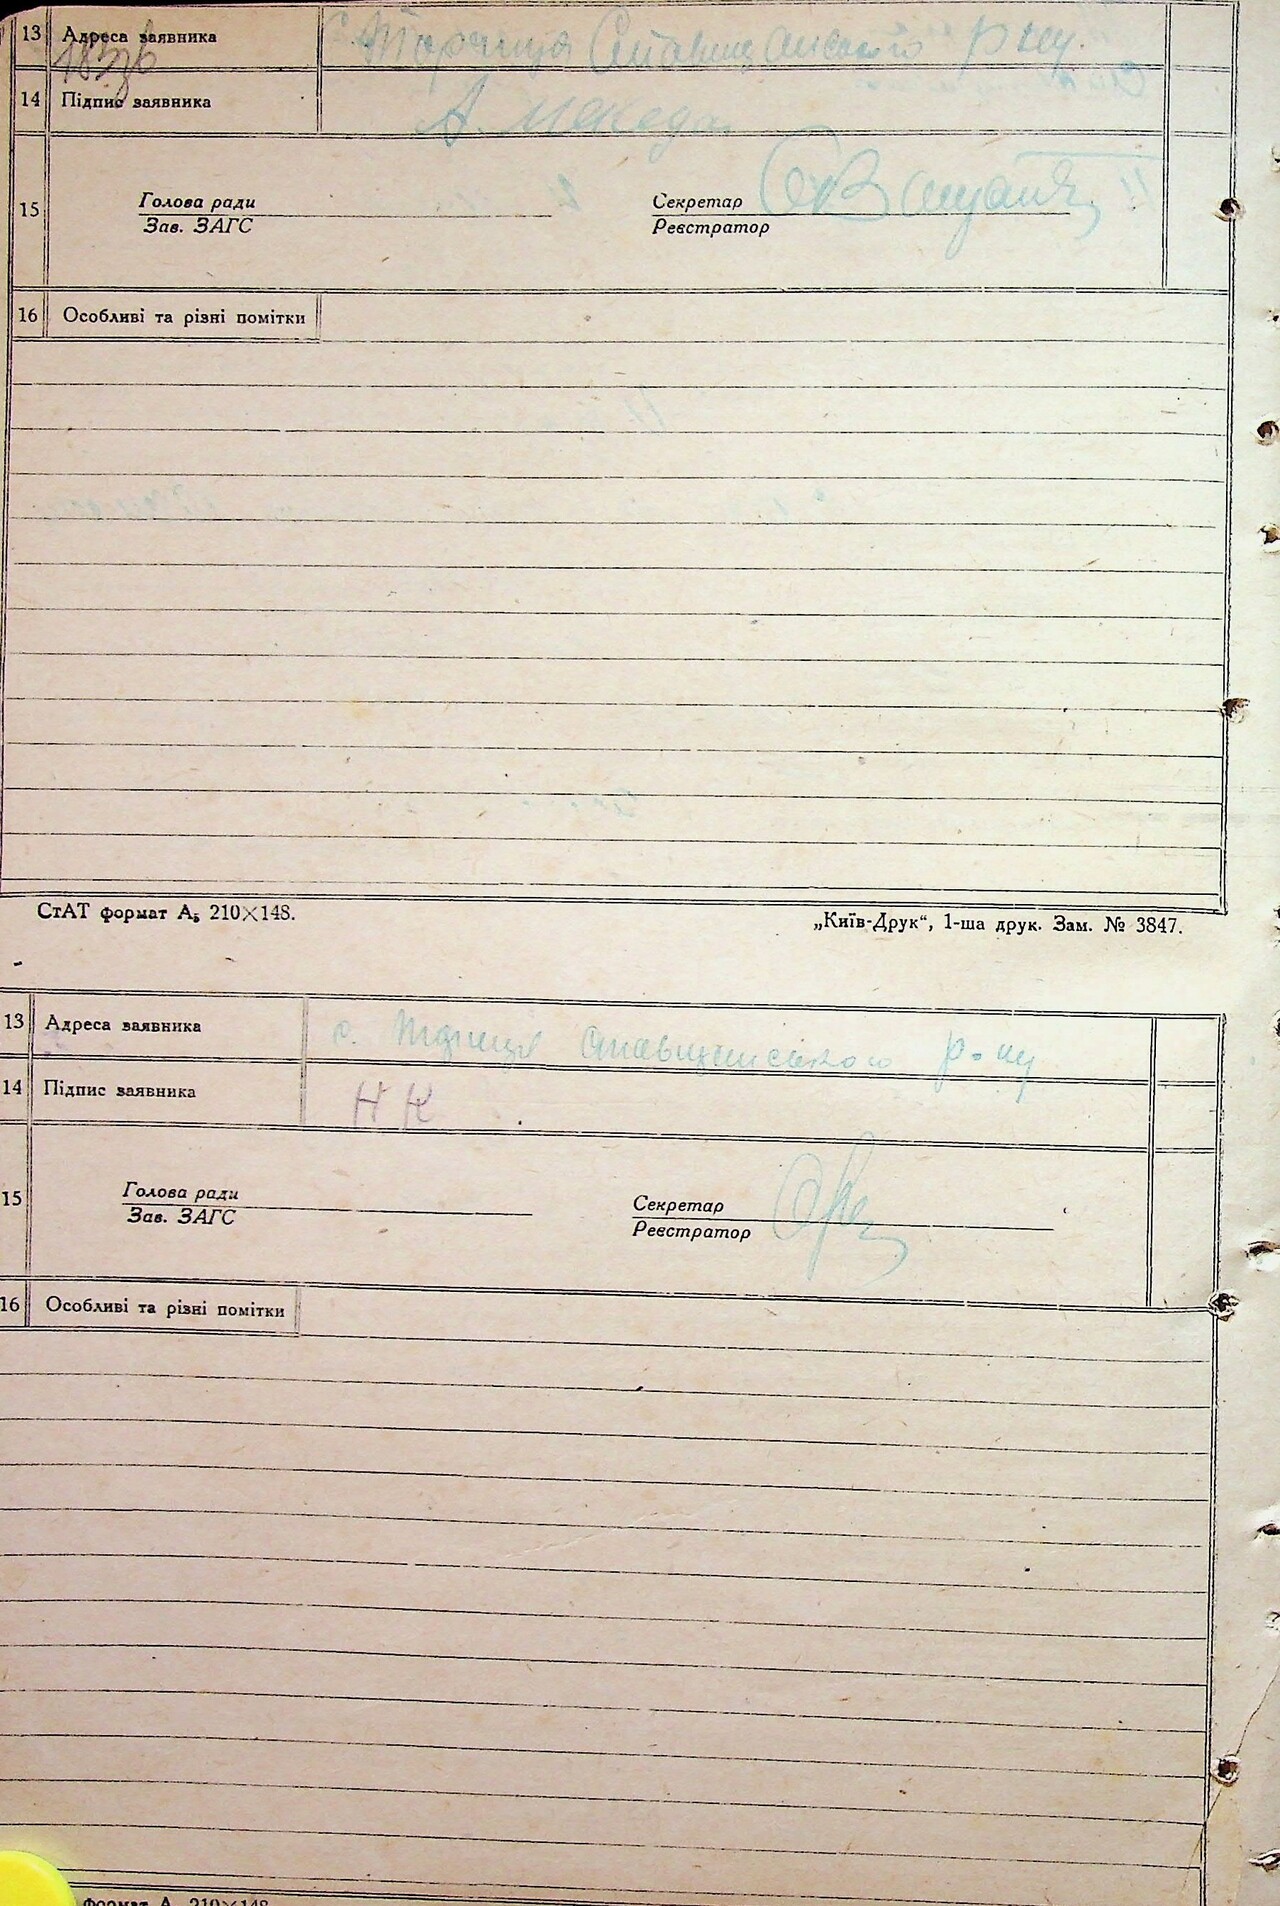 13 Адреса заявника с. Торчиця Ставищанського р-ну.
183зв
14 Підпис заявника А. Мекеда
15 Голова ради Секретар
Зав. ЗАГС Реєстратор
16 Особливі та різні помітки
СтАТ формат А₅ 210×148. „Київ-Друк“, 1-ша друк. Зам. № 3847.
13 Адреса заявника с. Ставищанського р-ну
14 Підпис заявника НК
15 Голова ради Секретар
Зав. ЗАГС Реєстратор
16 Особливі та різні помітки
формат А 210×148